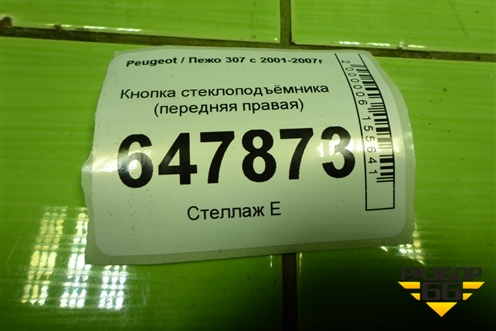 Peugeot / Пежо 307 с 2001-2007г
Кнопка стеклоподъёмника
(передняя правая)
647873
Стеллаж Е
2000006155641
РАЗБОР
66